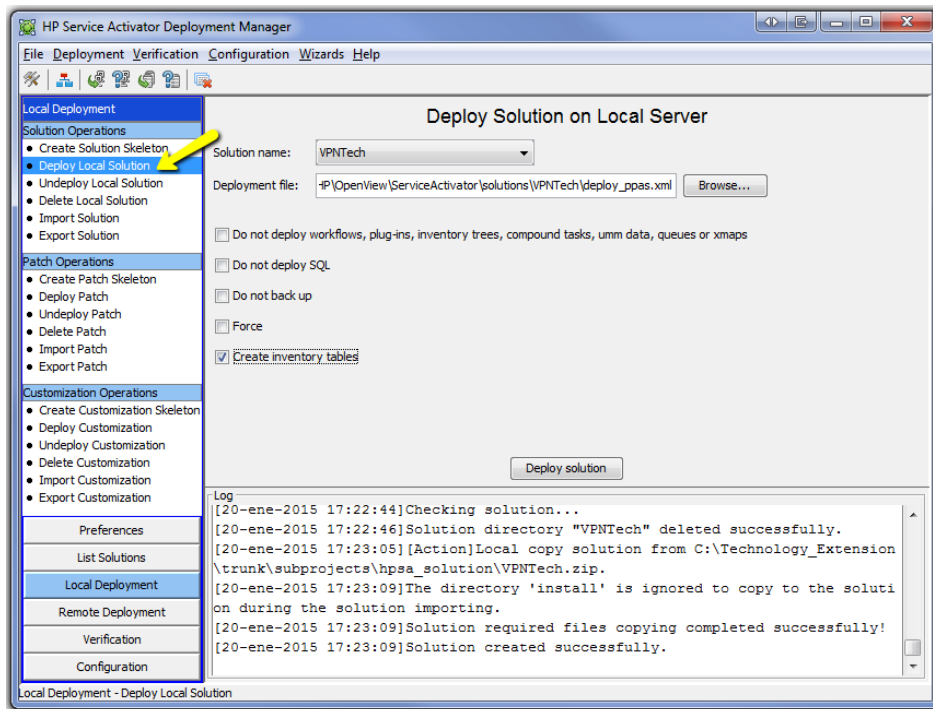 HP Service Activator Deployment Manager
File Deployment Verification Configuration Wizards Help
Local Deployment
Solution Operations
Create Solution Skeleton
Deploy Local Solution
Undeploy Local Solution
Delete Local Solution
Import Solution
Export Solution
Patch Operations
Create Patch Skeleton
Deploy Patch
Undeploy Patch
Delete Patch
Import Patch
Export Patch
Customization Operations
Create Customization Skeleton
Deploy Customization
Undeploy Customization
Delete Customization
Import Customization
Export Customization
Preferences
List Solutions
Local Deployment
Remote Deployment
Verification
Configuration
Deploy Solution on Local Server
Solution name: VPNTech
Deployment file: HP\OpenView\ServiceActivator\solutions\VPNTech\deploy_ppas.xml Browse...
Do not deploy workflows, plug-ins, inventory trees, compound tasks, umm data, queues or xmaps
Do not deploy SQL
Do not back up
Force
Create inventory tables
Deploy solution
Log
[20-ene-2015 17:22:44]Checking solution...
[20-ene-2015 17:22:46]Solution directory "VPNTech" deleted successfully.
[20-ene-2015 17:23:05][Action]Local copy solution from C:\Technology_Extension
\trunk\subprojects\hpsa_solution\VPNTech.zip.
[20-ene-2015 17:23:09]The directory 'install' is ignored to copy to the soluti
on during the solution importing.
[20-ene-2015 17:23:09]Solution required files copying completed successfully!
[20-ene-2015 17:23:09]Solution created successfully.
Local Deployment - Deploy Local Solution